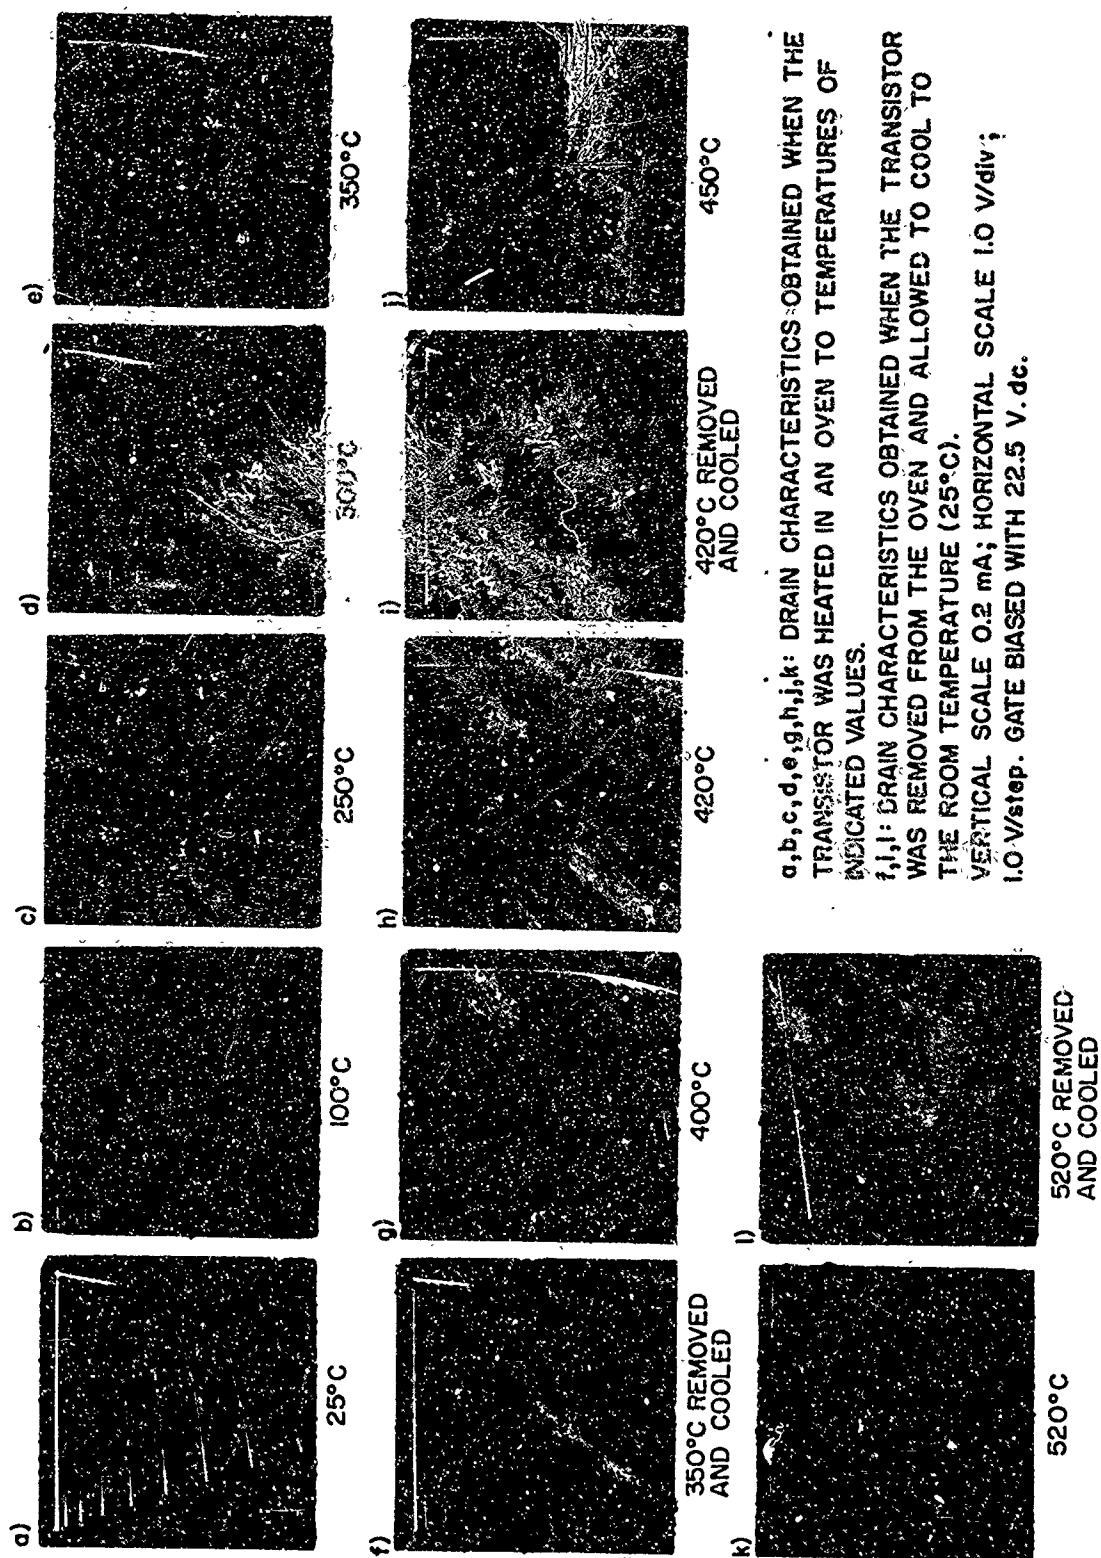 a)
25°C
b)
100°C
c)
250°C
d)
300°C
e)
350°C
f)
350°C REMOVED
AND COOLED
g)
400°C
h)
420°C
i)
420°C REMOVED
AND COOLED
j)
450°C
k)
520°C
l)
520°C REMOVED
AND COOLED
a,b,c,d,e,g,h,j,k: DRAIN CHARACTERISTICS OBTAINED WHEN THE
TRANSISTOR WAS HEATED IN AN OVEN TO TEMPERATURES OF
INDICATED VALUES.
f,i,l: DRAIN CHARACTERISTICS OBTAINED WHEN THE TRANSISTOR
WAS REMOVED FROM THE OVEN AND ALLOWED TO COOL TO
THE ROOM TEMPERATURE (25°C).
VERTICAL SCALE 0.2 mA; HORIZONTAL SCALE 1.0 V/div;
1.0 V/step. GATE BIASED WITH 22.5 V. dc.